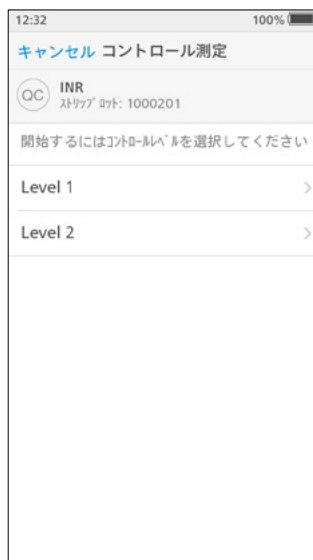 12:32 100%
キャンセル コントロール測定
QC INR
ｽﾄﾘｯﾌﾟ ﾛｯﾄ: 1000201
開始するにはｺﾝﾄﾛｰﾙﾚﾍﾞﾙを選択してください
Level 1
Level 2